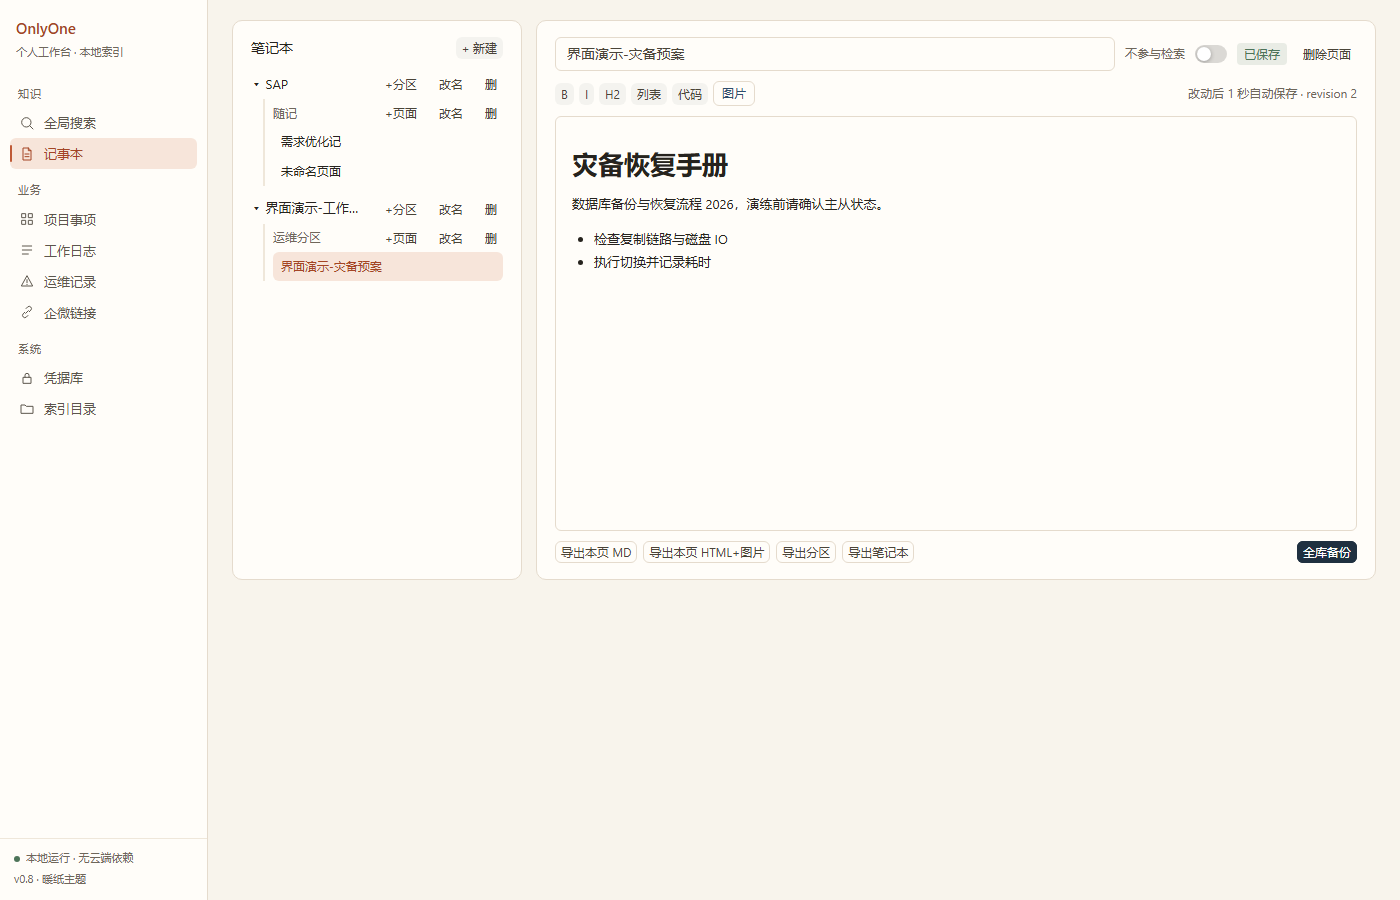 OnlyOne
个人工作台 · 本地索引
知识
全局搜索
记事本
业务
项目事项
工作日志
运维记录
企微链接
系统
凭据库
索引目录
本地运行 · 无云端依赖
v0.8 · 暖纸主题
笔记本
+ 新建
SAP +分区 改名 删
随记 +页面 改名 删
需求优化记
未命名页面
界面演示-工作... +分区 改名 删
运维分区 +页面 改名 删
界面演示-灾备预案
界面演示-灾备预案 不参与检索 已保存 删除页面
B I H2 列表 代码 图片 改动后 1 秒自动保存 · revision 2
灾备恢复手册
数据库备份与恢复流程 2026，演练前请确认主从状态。
检查复制链路与磁盘 IO
执行切换并记录耗时
导出本页 MD 导出本页 HTML+图片 导出分区 导出笔记本 全库备份